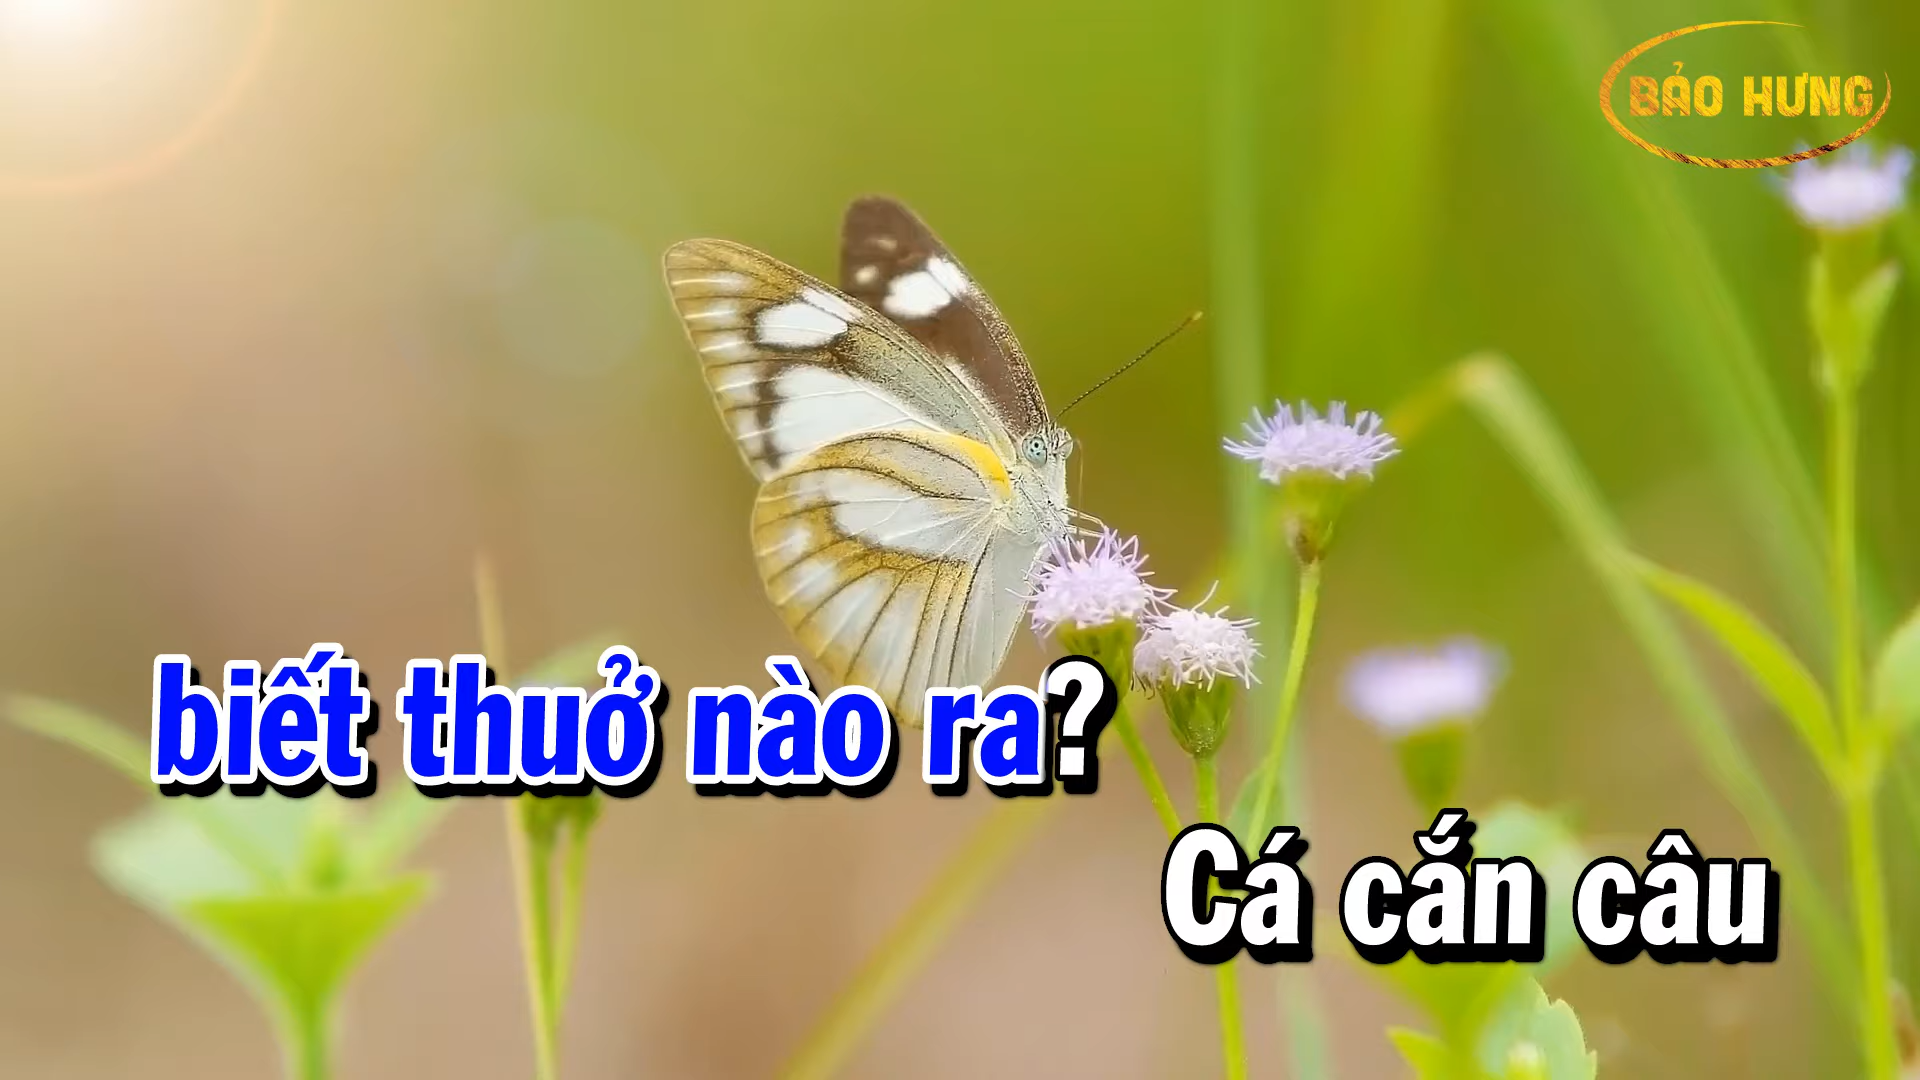 BẢO HƯNG
biết thuở nào ra?
Cá cắn câu